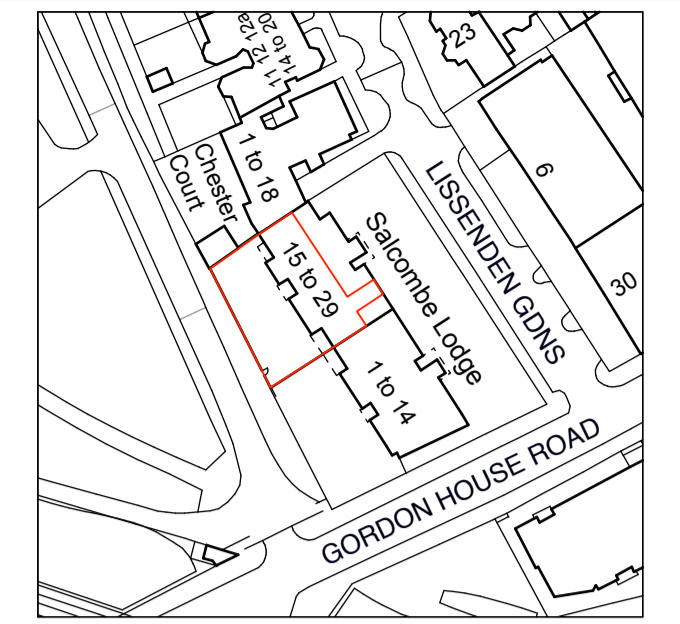 11 12 12a
14 to 20
23
1 to 18
Chester
Court
LISSENDEN GDNS
6
30
Salcombe Lodge
15 to 29
1 to 14
GORDON HOUSE ROAD